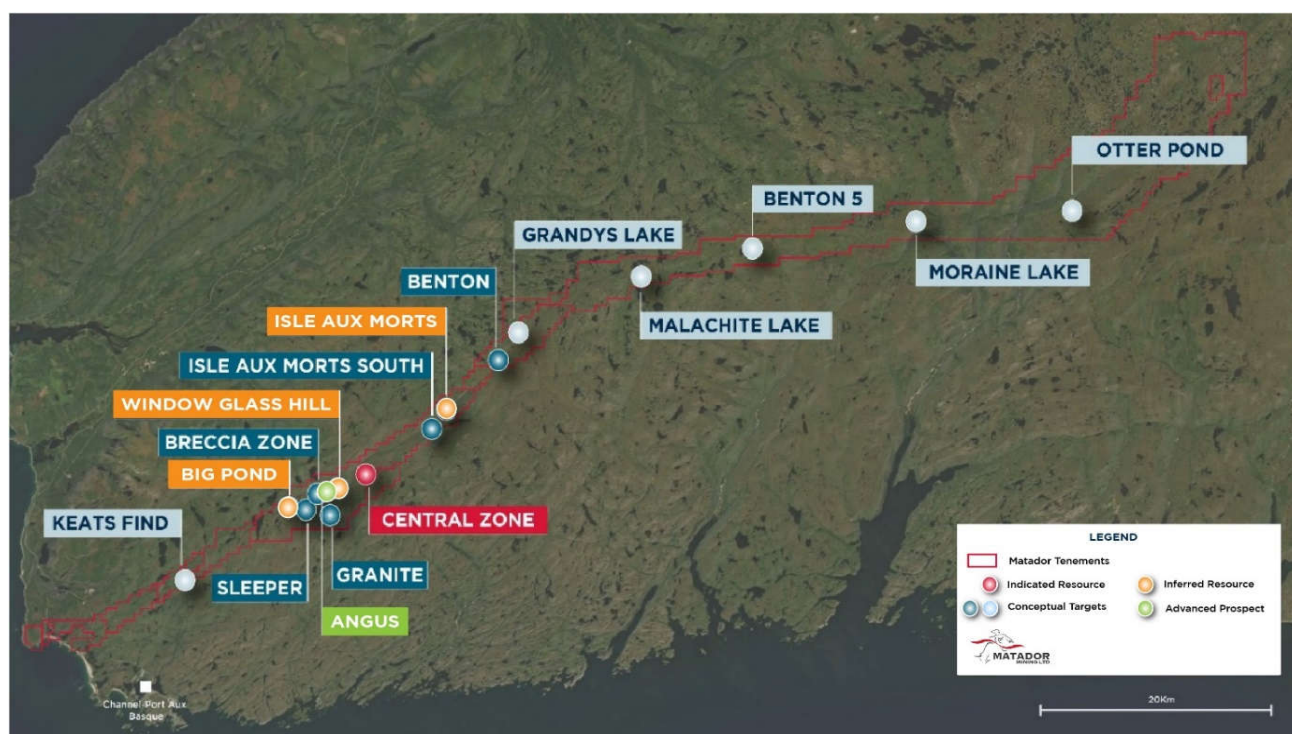 OTTER POND
BENTON 5
GRANDYS LAKE
MORAINE LAKE
BENTON
MALACHITE LAKE
ISLE AUX MORTS
ISLE AUX MORTS SOUTH
WINDOW GLASS HILL
BRECCIA ZONE
BIG POND
KEATS FIND
CENTRAL ZONE
SLEEPER
GRANITE
ANGUS
Channel-Port Aux
Basque
LEGEND
Matador Tenements
Indicated Resource
Inferred Resource
Conceptual Targets
Advanced Prospect
MATADOR
MINING LTD
20Km